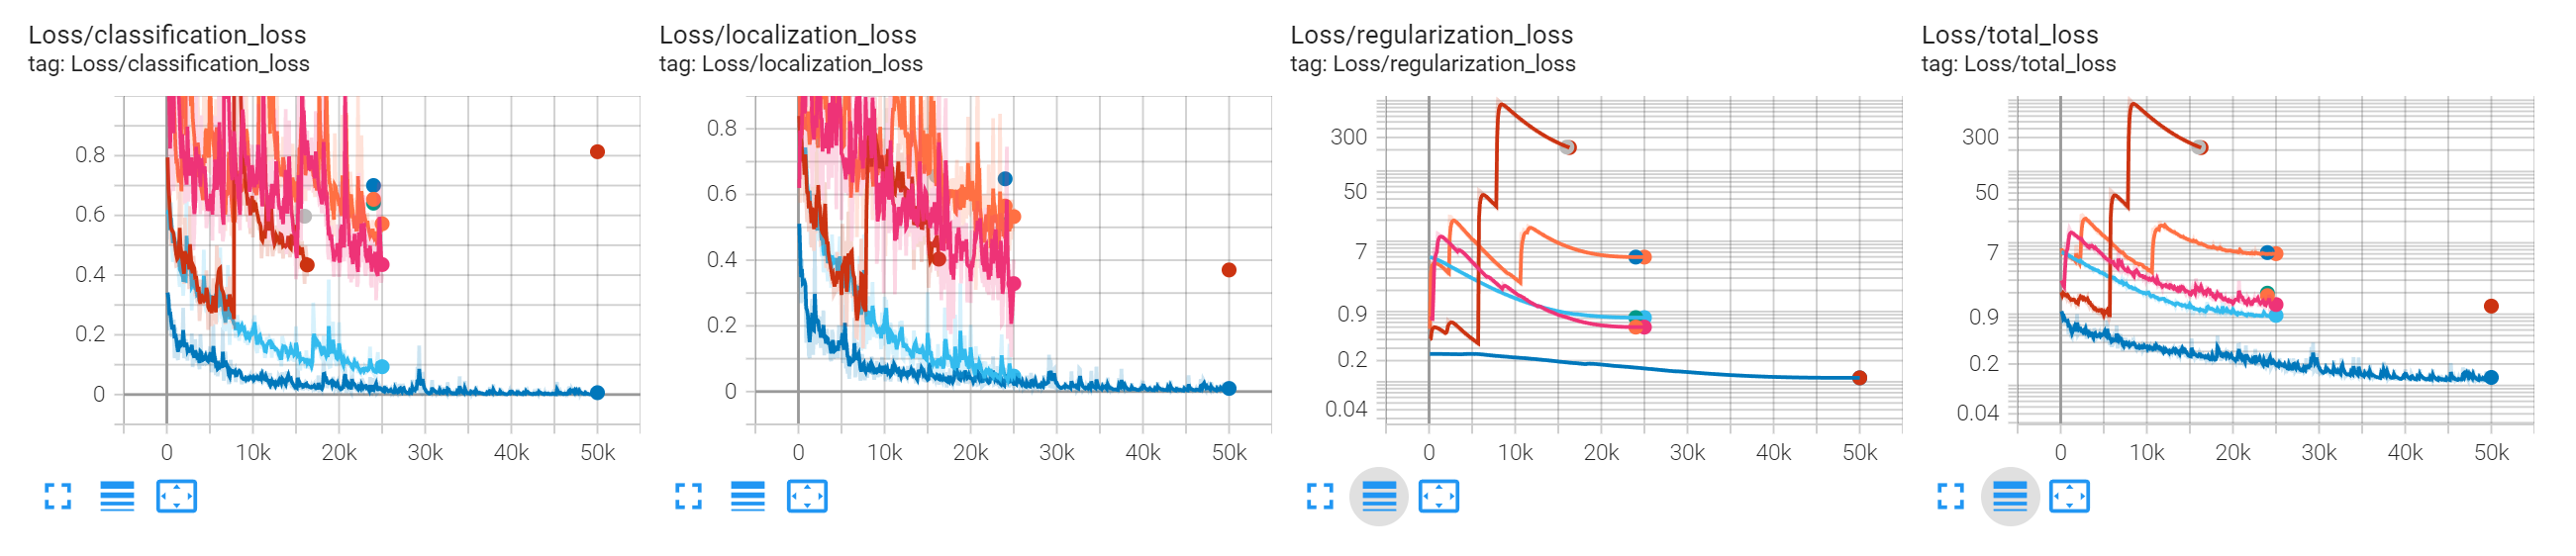 Loss/classification_loss
tag: Loss/classification_loss
0.8
0.6
0.4
0.2
0
0 10k 20k 30k 40k 50k
Loss/localization_loss
tag: Loss/localization_loss
0.8
0.6
0.4
0.2
0
0 10k 20k 30k 40k 50k
Loss/regularization_loss
tag: Loss/regularization_loss
300
50
7
0.9
0.2
0.04
0 10k 20k 30k 40k 50k
Loss/total_loss
tag: Loss/total_loss
300
50
7
0.9
0.2
0.04
0 10k 20k 30k 40k 50k